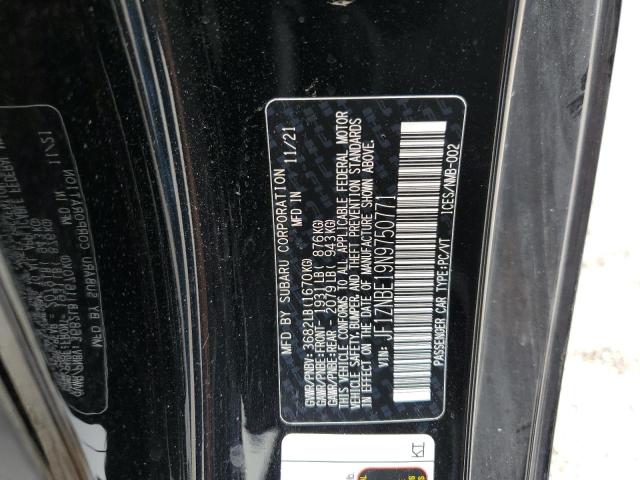 MFD BY SUBARU CORPORATION 11/21
MFD IN
GVWR/PNBV: 3682LB(1670KG)
GAWR/PNBE:FRONT- 1931LB( 876KG)
GAWR/PNBE:REAR - 2079LB( 943KG)
THIS VEHICLE CONFORMS TO ALL APPLICABLE FEDERAL MOTOR
VEHICLE SAFETY, BUMPER, AND THEFT PREVENTION STANDARDS
IN EFFECT ON THE DATE OF MANUFACTURE SHOWN ABOVE.
VIN: JF1ZNBE19N9750771
PASSENGER CAR TYPE:PC/VT ICES/NMB-002